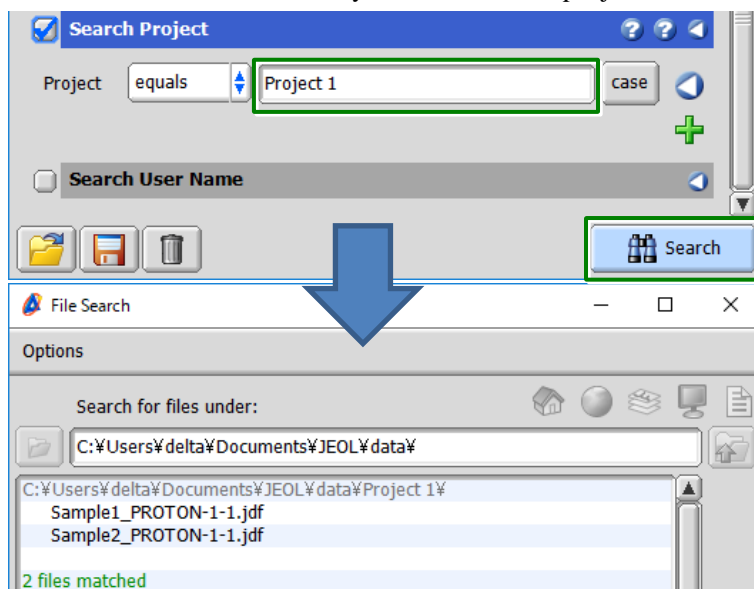 Search Project
? ?
Project equals Project 1 case
Search User Name
Search
File Search
Options
Search for files under:
C:¥Users¥delta¥Documents¥JEOL¥data¥
C:¥Users¥delta¥Documents¥JEOL¥data¥Project 1¥
Sample1_PROTON-1-1.jdf
Sample2_PROTON-1-1.jdf
2 files matched